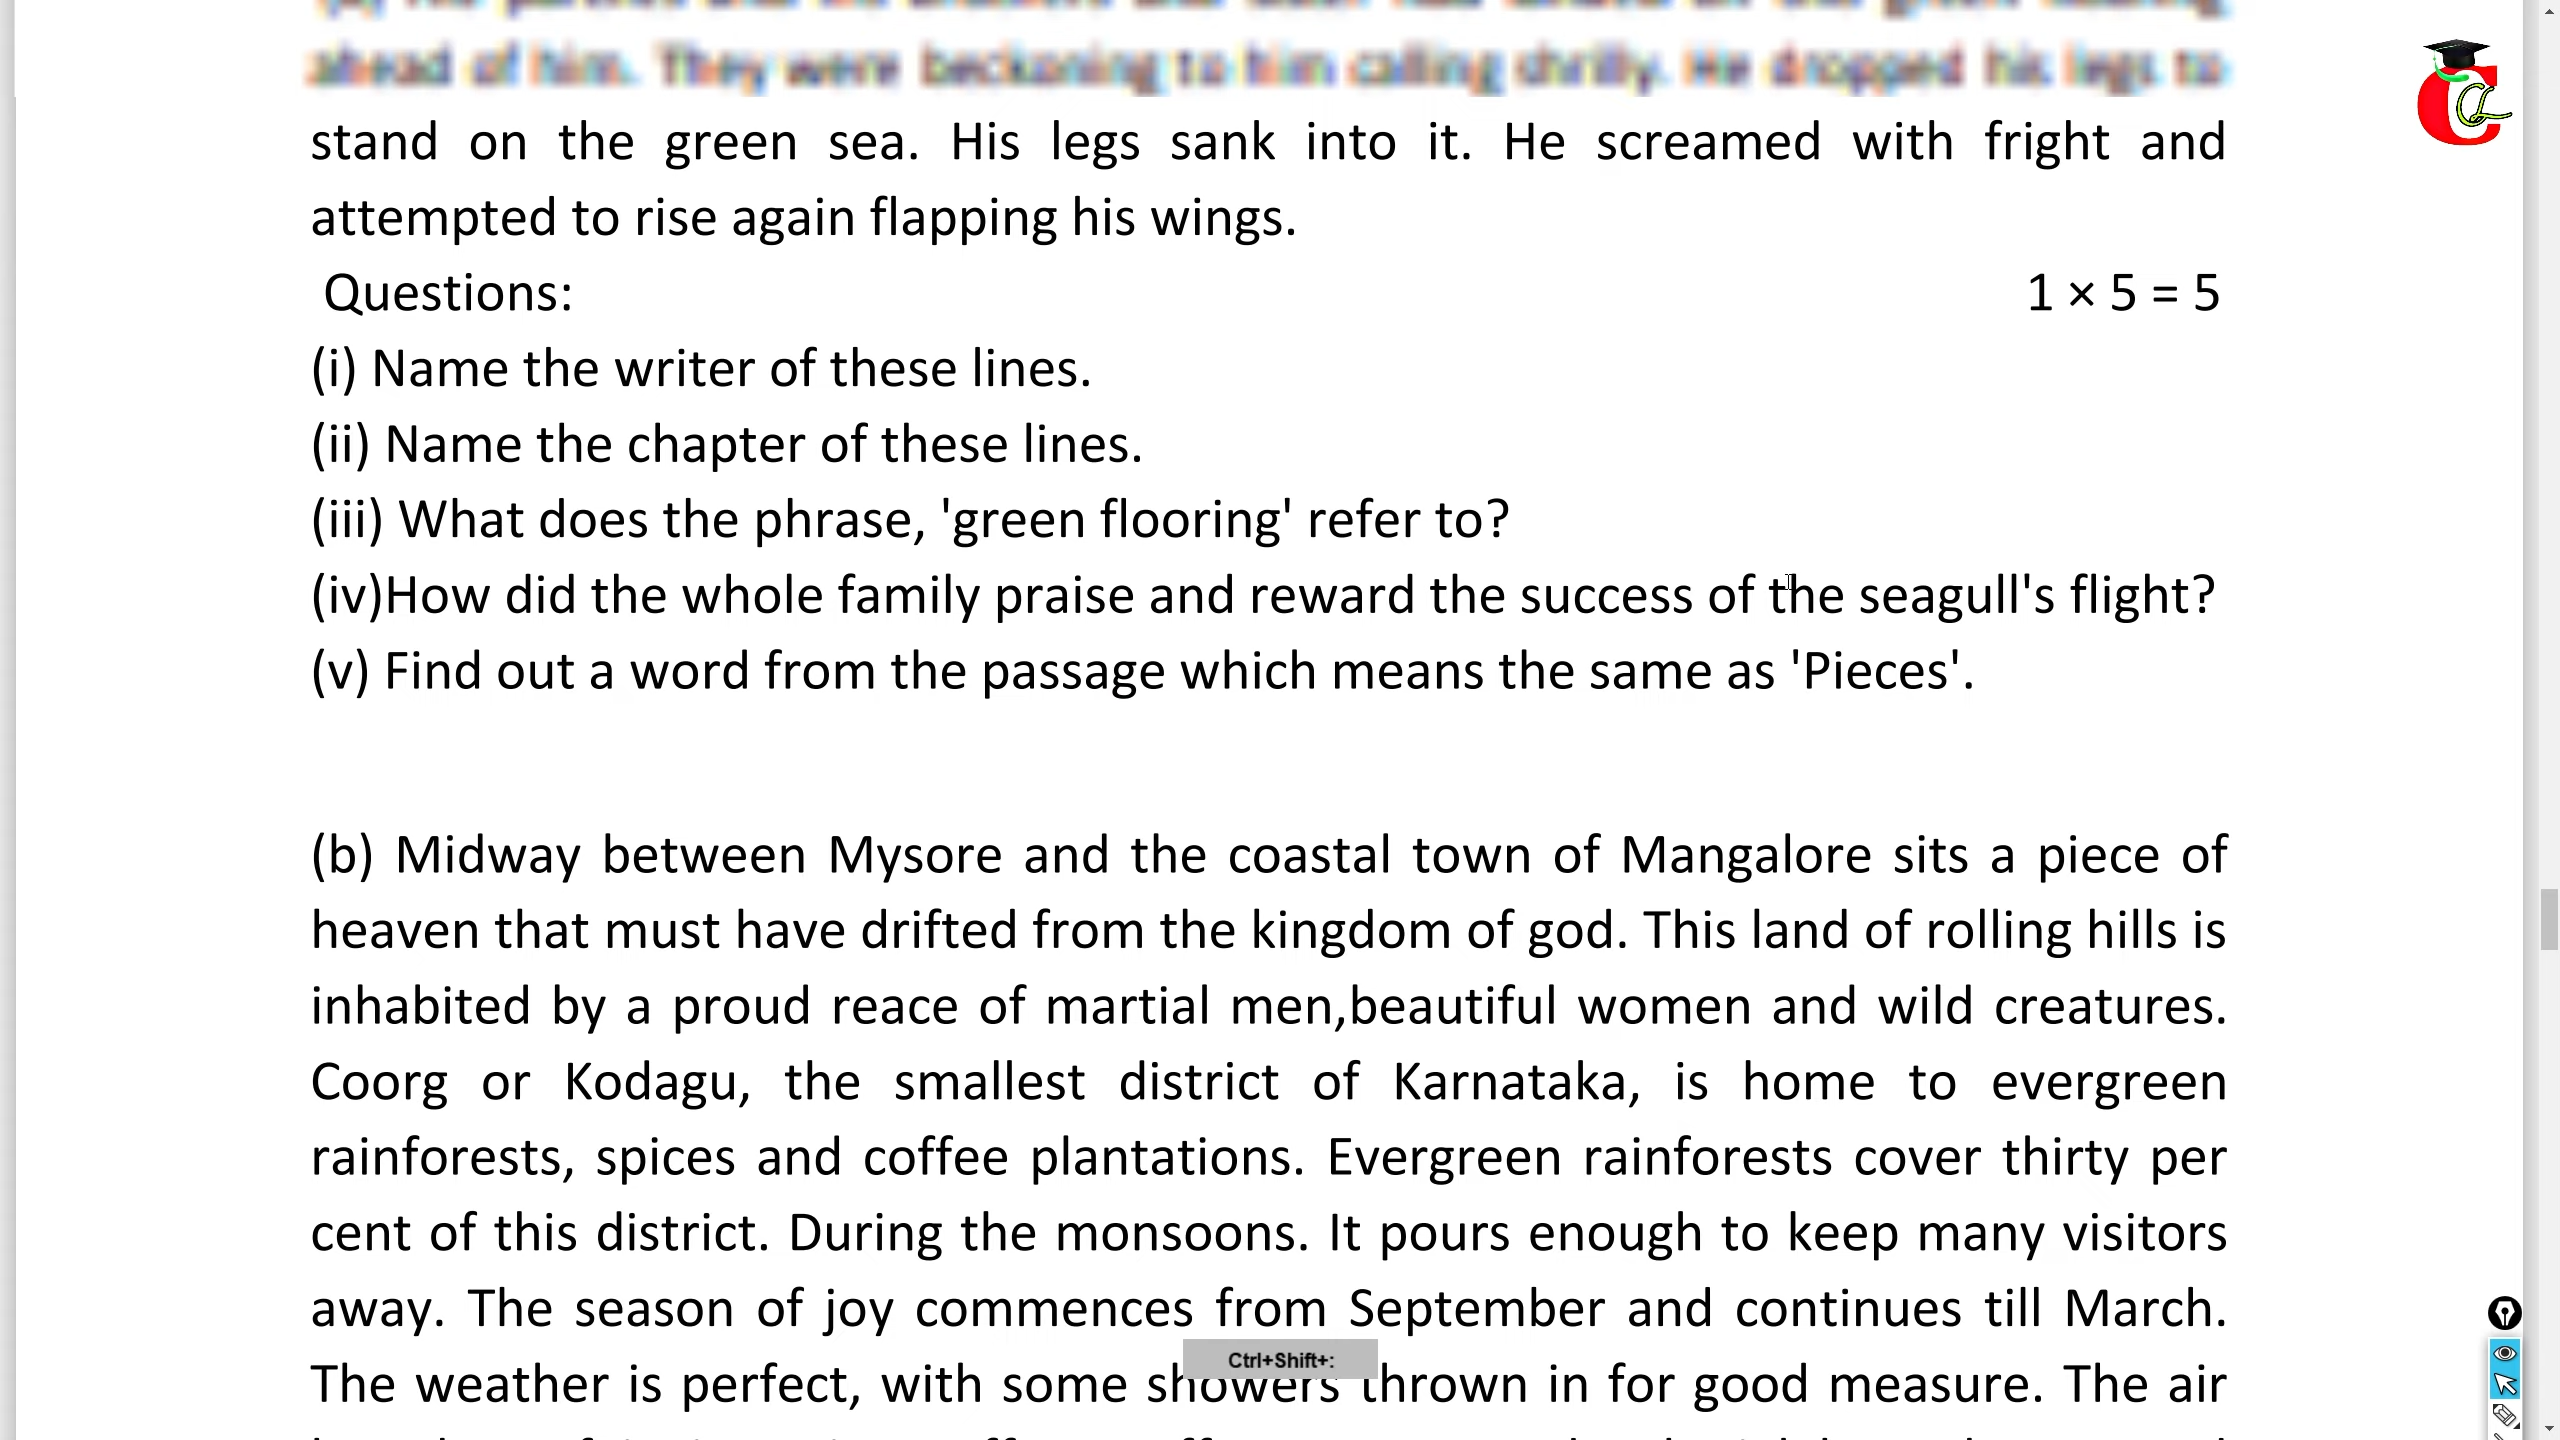 ahead of him. They were beckoning to him calling shrilly. He dropped his legs to
stand on the green sea. His legs sank into it. He screamed with fright and
attempted to rise again flapping his wings.
Questions: 1 × 5 = 5
(i) Name the writer of these lines.
(ii) Name the chapter of these lines.
(iii) What does the phrase, 'green flooring' refer to?
(iv)How did the whole family praise and reward the success of the seagull's flight?
(v) Find out a word from the passage which means the same as 'Pieces'.
(b) Midway between Mysore and the coastal town of Mangalore sits a piece of
heaven that must have drifted from the kingdom of god. This land of rolling hills is
inhabited by a proud reace of martial men,beautiful women and wild creatures.
Coorg or Kodagu, the smallest district of Karnataka, is home to evergreen
rainforests, spices and coffee plantations. Evergreen rainforests cover thirty per
cent of this district. During the monsoons. It pours enough to keep many visitors
away. The season of joy commences from September and continues till March.
Ctrl+Shift+:
The weather is perfect, with some showers thrown in for good measure. The air